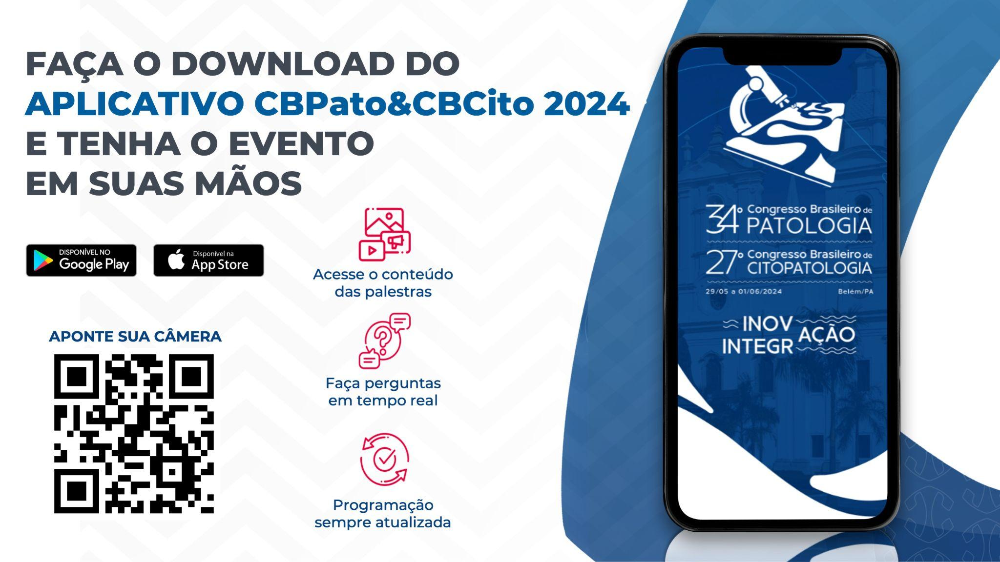 FAÇA O DOWNLOAD DO
APLICATIVO CBPato&CBCito 2024
E TENHA O EVENTO
EM SUAS MÃOS
DISPONÍVEL NO
Google Play
Disponível na
App Store
APONTE SUA CÂMERA
Acesse o conteúdo
das palestras
Faça perguntas
em tempo real
Programação
sempre atualizada
34º Congresso Brasileiro de
PATOLOGIA
27º Congresso Brasileiro de
CITOPATOLOGIA
29/05 a 01/06/2024 Belém/PA
INOV
INTEGR AÇÃO